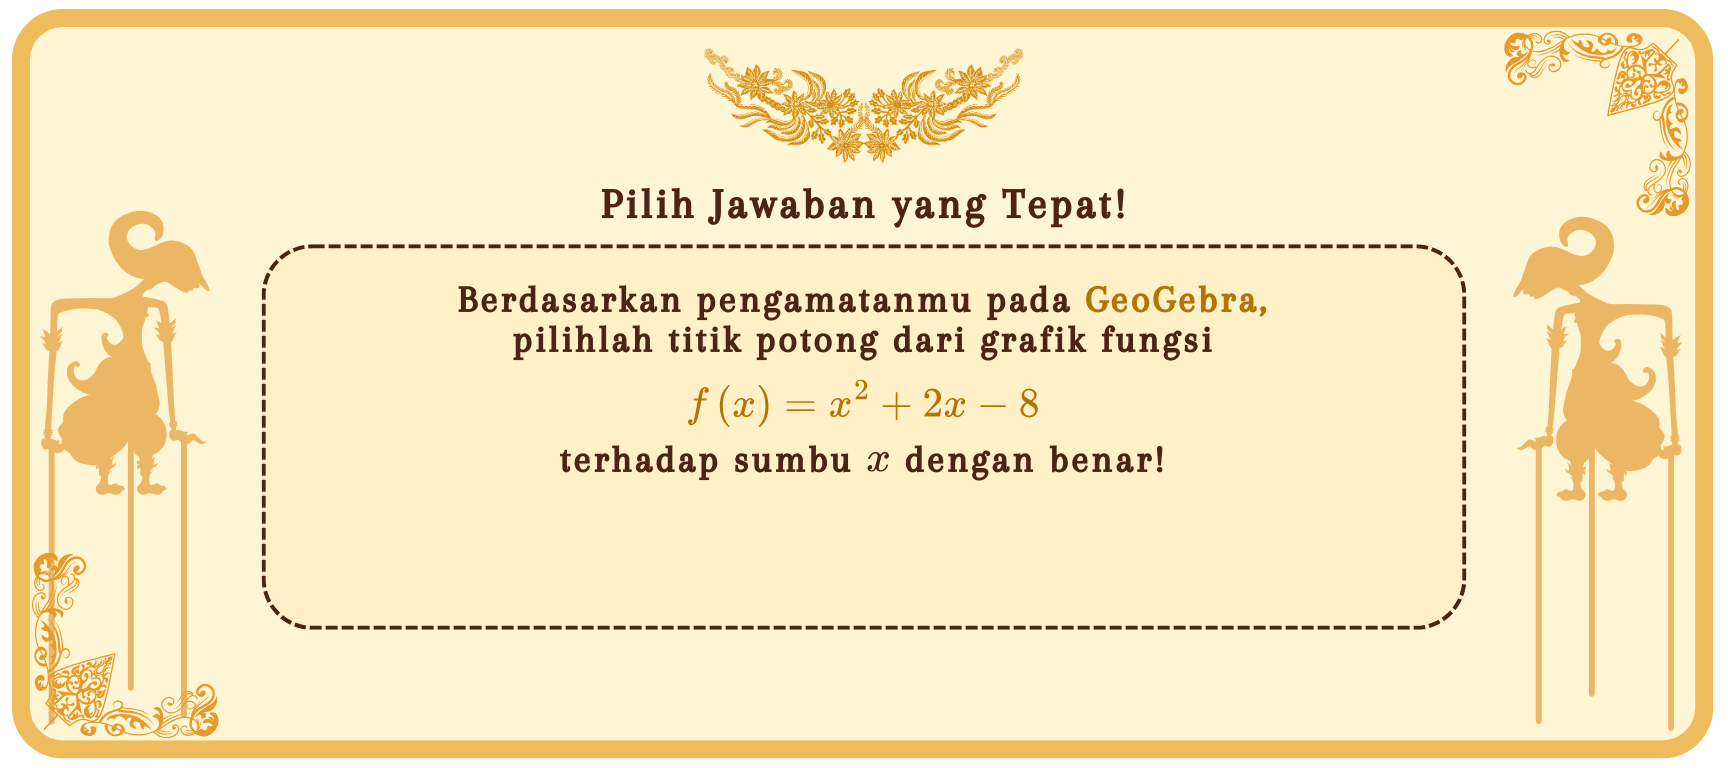 Pilih Jawaban yang Tepat!
Berdasarkan pengamatanmu pada GeoGebra,
pilihlah titik potong dari grafik fungsi
f (x) = x² + 2x − 8
terhadap sumbu x dengan benar!